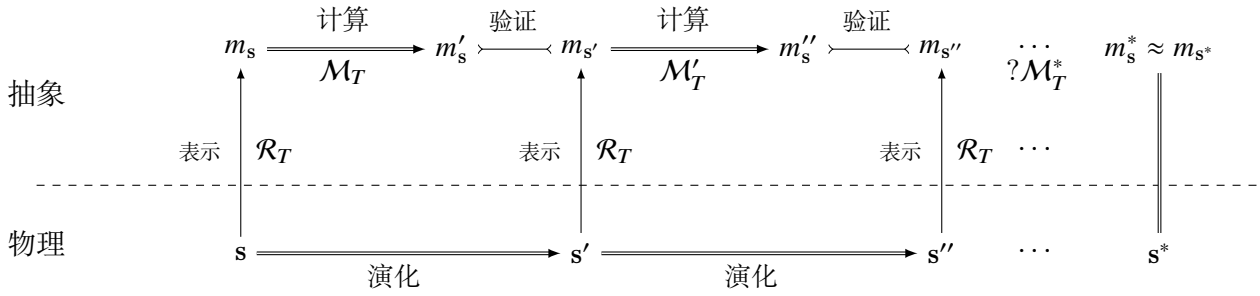 计算 验证 计算 验证
m_s m′_s m_s′ m″_s m_s″ ··· m*_s ≈ m_s*
ℳ_T ℳ′_T ?ℳ*_T
抽象
表示 ℛ_T 表示 ℛ_T 表示 ℛ_T ···
物理 s s′ s″ ··· s*
演化 演化